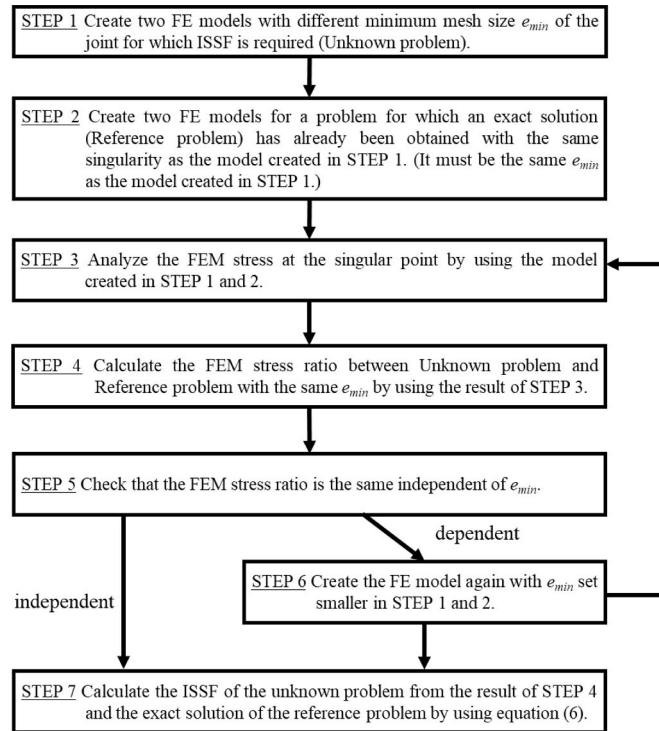 STEP 1 Create two FE models with different minimum mesh size emin of the
joint for which ISSF is required (Unknown problem).
STEP 2 Create two FE models for a problem for which an exact solution
(Reference problem) has already been obtained with the same
singularity as the model created in STEP 1. (It must be the same emin
as the model created in STEP 1.)
STEP 3 Analyze the FEM stress at the singular point by using the model
created in STEP 1 and 2.
STEP 4 Calculate the FEM stress ratio between Unknown problem and
Reference problem with the same emin by using the result of STEP 3.
STEP 5 Check that the FEM stress ratio is the same independent of emin.
dependent
independent
STEP 6 Create the FE model again with emin set
smaller in STEP 1 and 2.
STEP 7 Calculate the ISSF of the unknown problem from the result of STEP 4
and the exact solution of the reference problem by using equation (6).